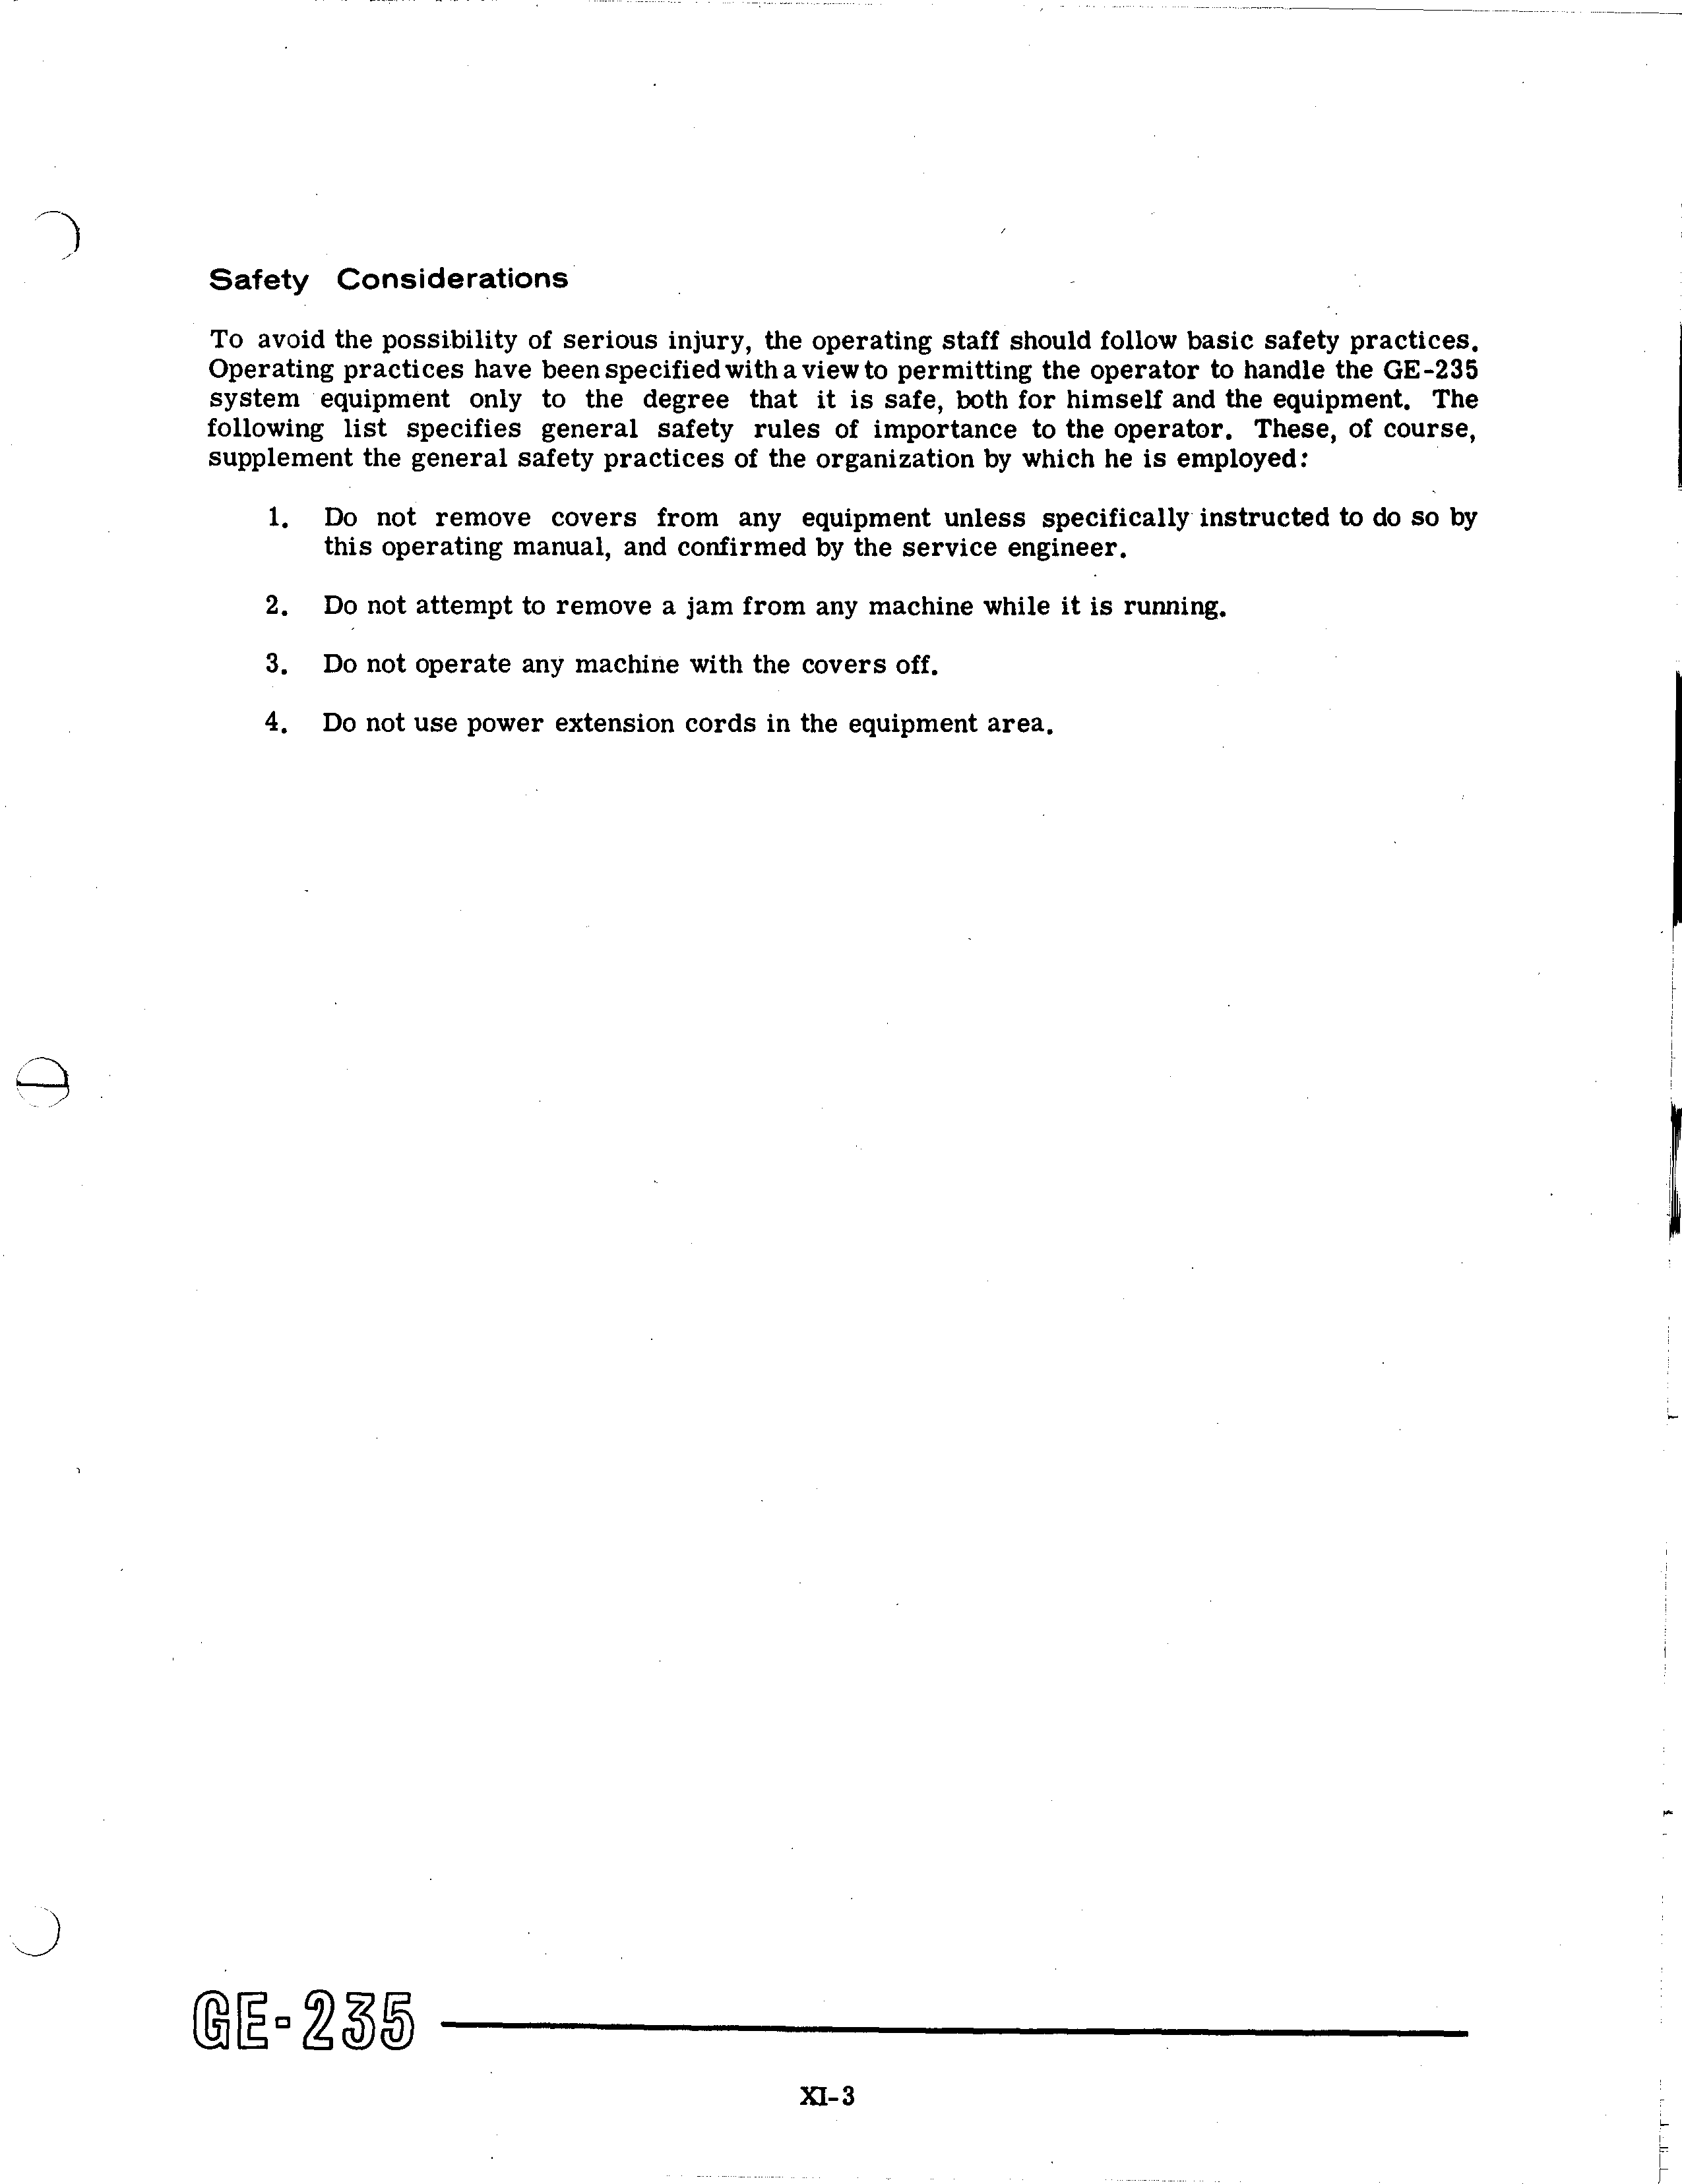 Safety Considerations
To avoid the possibility of serious injury, the operating staff should follow basic safety practices.
Operating practices have been specified with a view to permitting the operator to handle the GE-235
system equipment only to the degree that it is safe, both for himself and the equipment. The
following list specifies general safety rules of importance to the operator. These, of course,
supplement the general safety practices of the organization by which he is employed:
1. Do not remove covers from any equipment unless specifically instructed to do so by
this operating manual, and confirmed by the service engineer.
2. Do not attempt to remove a jam from any machine while it is running.
3. Do not operate any machine with the covers off.
4. Do not use power extension cords in the equipment area.
GE-235
XI-3